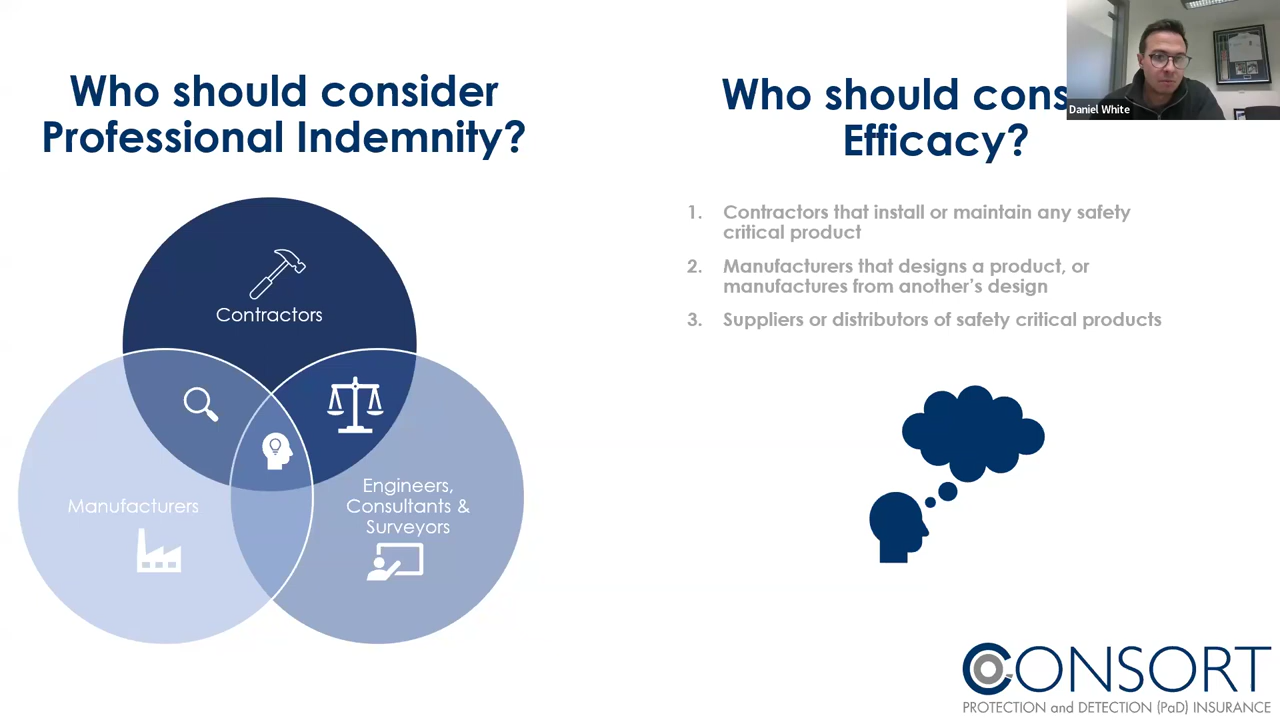 Who should consider
Professional Indemnity?
Contractors
Manufacturers
Engineers,
Consultants &
Surveyors
Who should cons
Efficacy?
1. Contractors that install or maintain any safety
critical product
2. Manufacturers that designs a product, or
manufactures from another's design
3. Suppliers or distributors of safety critical products
Daniel White
CONSORT
PROTECTION and DETECTION (PaD) INSURANCE